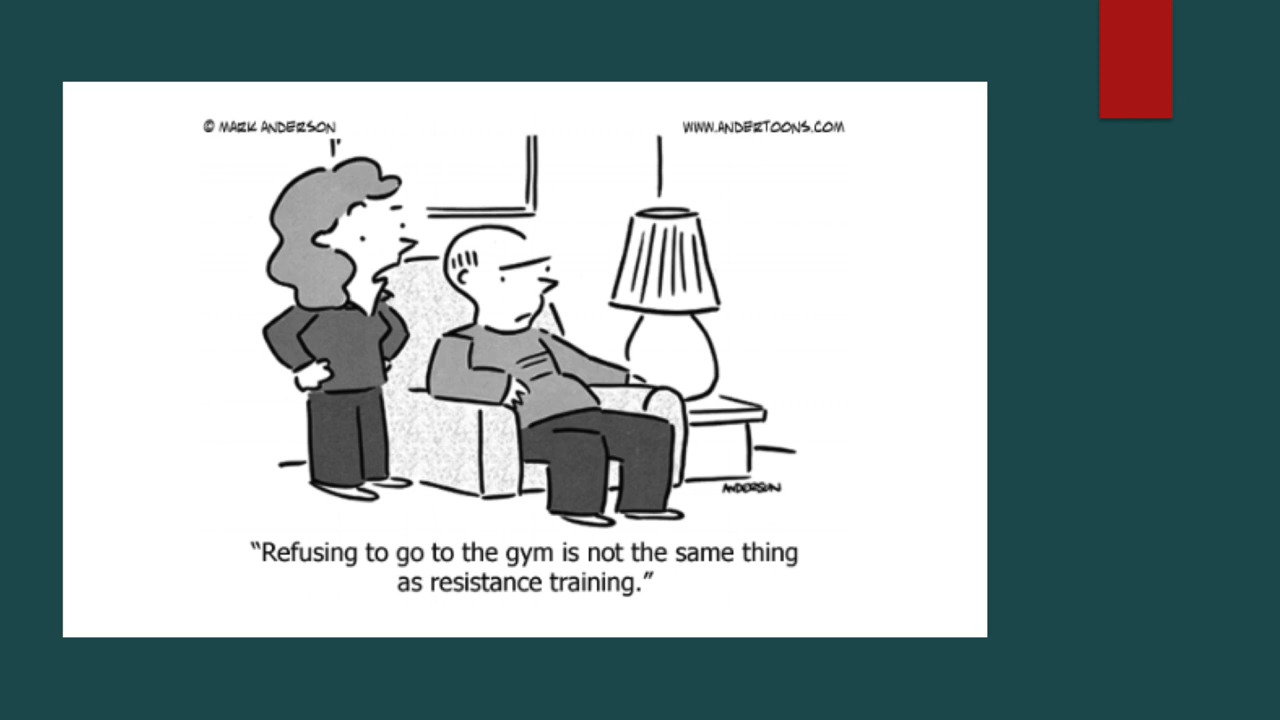 © MARK ANDERSON
WWW.ANDERTOONS.COM
ANDERSON
“Refusing to go to the gym is not the same thing
as resistance training.”